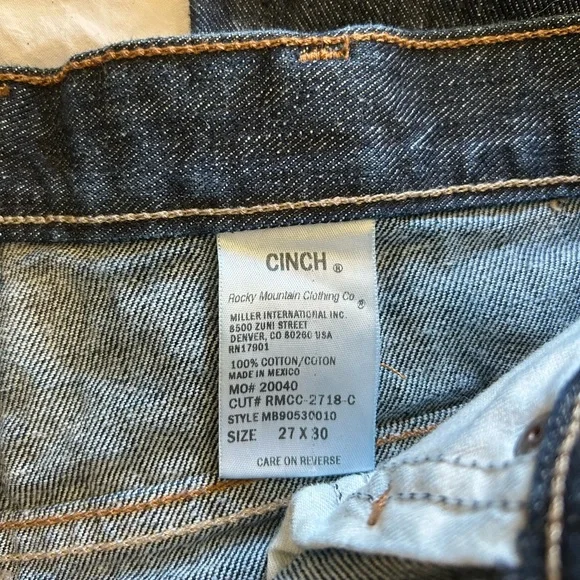 CINCH ®
Rocky Mountain Clothing Co. ®
MILLER INTERNATIONAL INC.
8500 ZUNI STREET
DENVER, CO 80260 USA
RN17901
100% COTTON/COTON
MADE IN MEXICO
MO# 20040
CUT# RMCC-2718-C
STYLE MB90530010
SIZE 27 X 30
CARE ON REVERSE